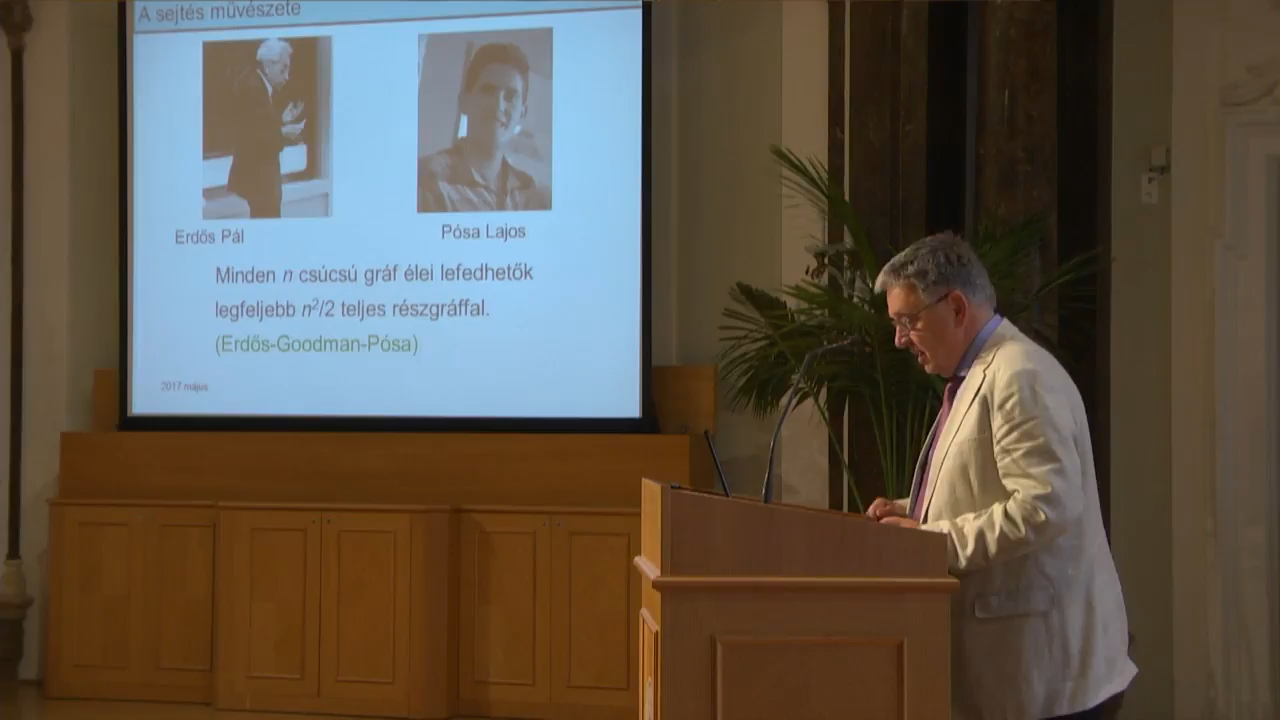 A sejtés művészete
Erdős Pál
Pósa Lajos
Minden n csúcsú gráf élei lefedhetők
legfeljebb n²/2 teljes részgráffal.
(Erdős-Goodman-Pósa)
2017 május